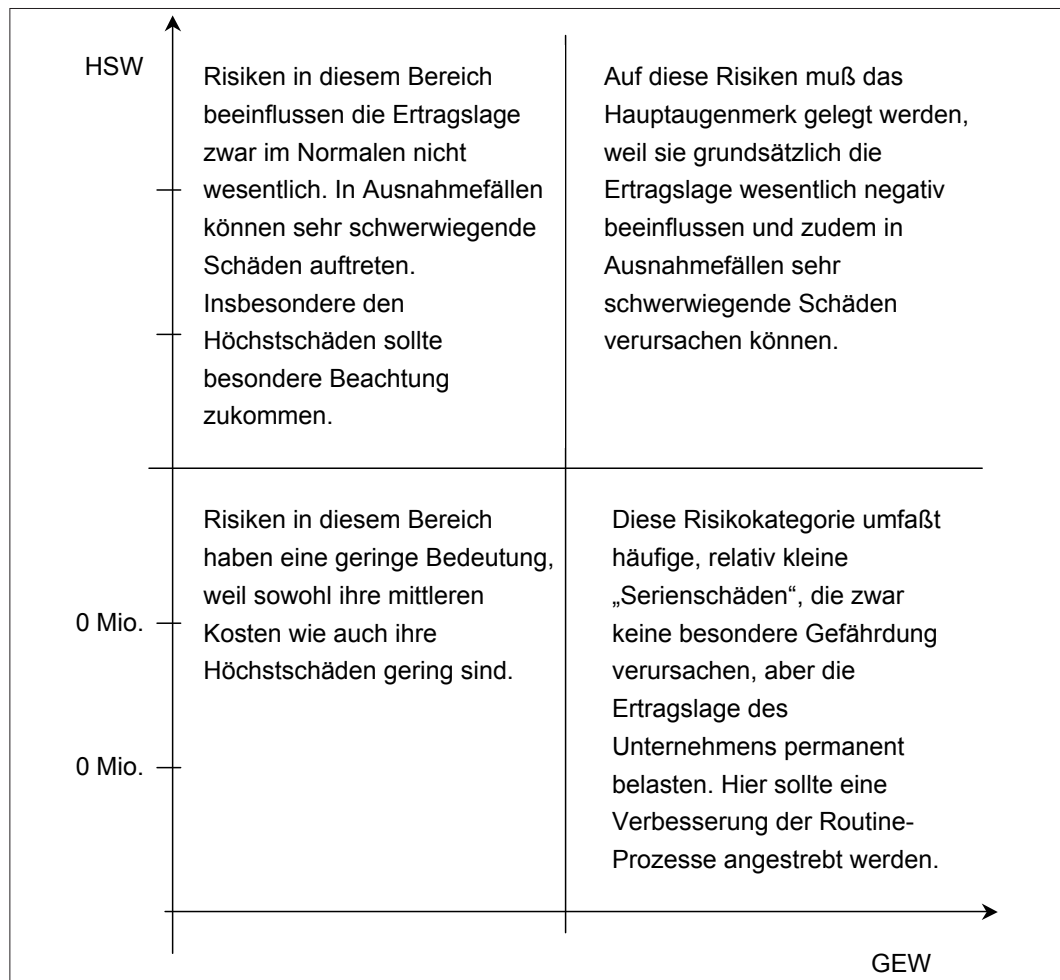 HSW
Risiken in diesem Bereich
beeinflussen die Ertragslage
zwar im Normalen nicht
wesentlich. In Ausnahmefällen
können sehr schwerwiegende
Schäden auftreten.
Insbesondere den
Höchstschäden sollte
besondere Beachtung
zukommen.
Auf diese Risiken muß das
Hauptaugenmerk gelegt werden,
weil sie grundsätzlich die
Ertragslage wesentlich negativ
beeinflussen und zudem in
Ausnahmefällen sehr
schwerwiegende Schäden
verursachen können.
0 Mio.
0 Mio.
Risiken in diesem Bereich
haben eine geringe Bedeutung,
weil sowohl ihre mittleren
Kosten wie auch ihre
Höchstschäden gering sind.
Diese Risikokategorie umfaßt
häufige, relativ kleine
„Serienschäden“, die zwar
keine besondere Gefährdung
verursachen, aber die
Ertragslage des
Unternehmens permanent
belasten. Hier sollte eine
Verbesserung der Routine-
Prozesse angestrebt werden.
GEW